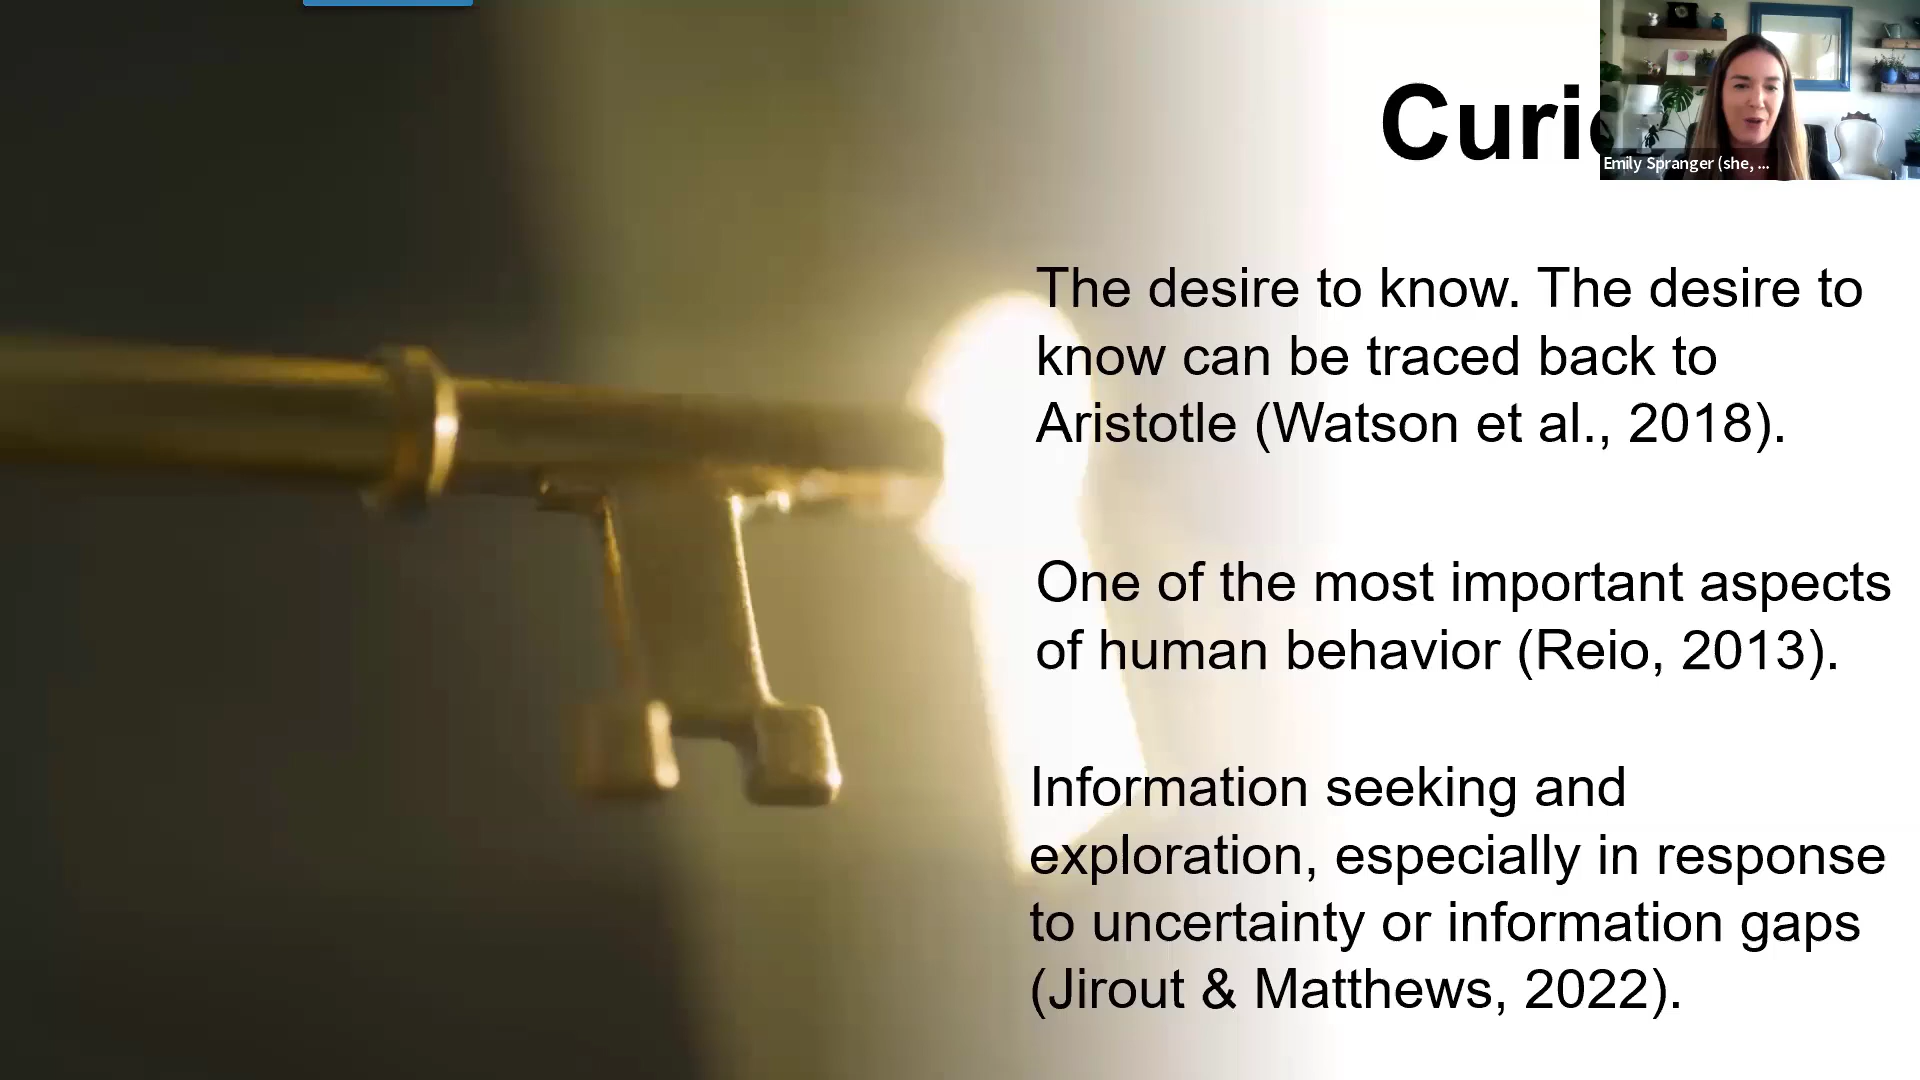 Curi
Emily Spranger (she, ...
The desire to know. The desire to
know can be traced back to
Aristotle (Watson et al., 2018).
One of the most important aspects
of human behavior (Reio, 2013).
Information seeking and
exploration, especially in response
to uncertainty or information gaps
(Jirout & Matthews, 2022).